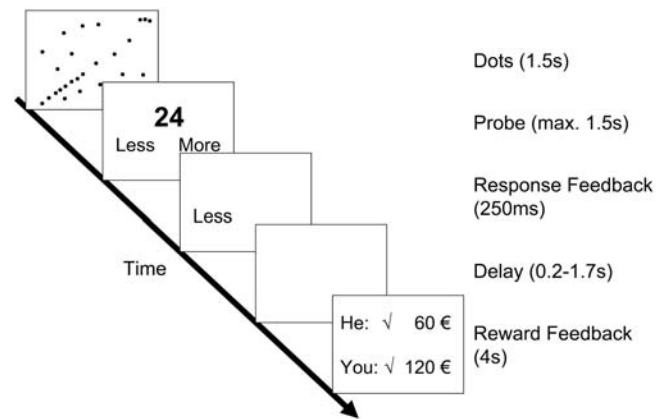 Dots (1.5s)
24
Less More
Probe (max. 1.5s)
Less
Response Feedback
(250ms)
Time
Delay (0.2-1.7s)
He: √ 60 €
You: √ 120 €
Reward Feedback
(4s)